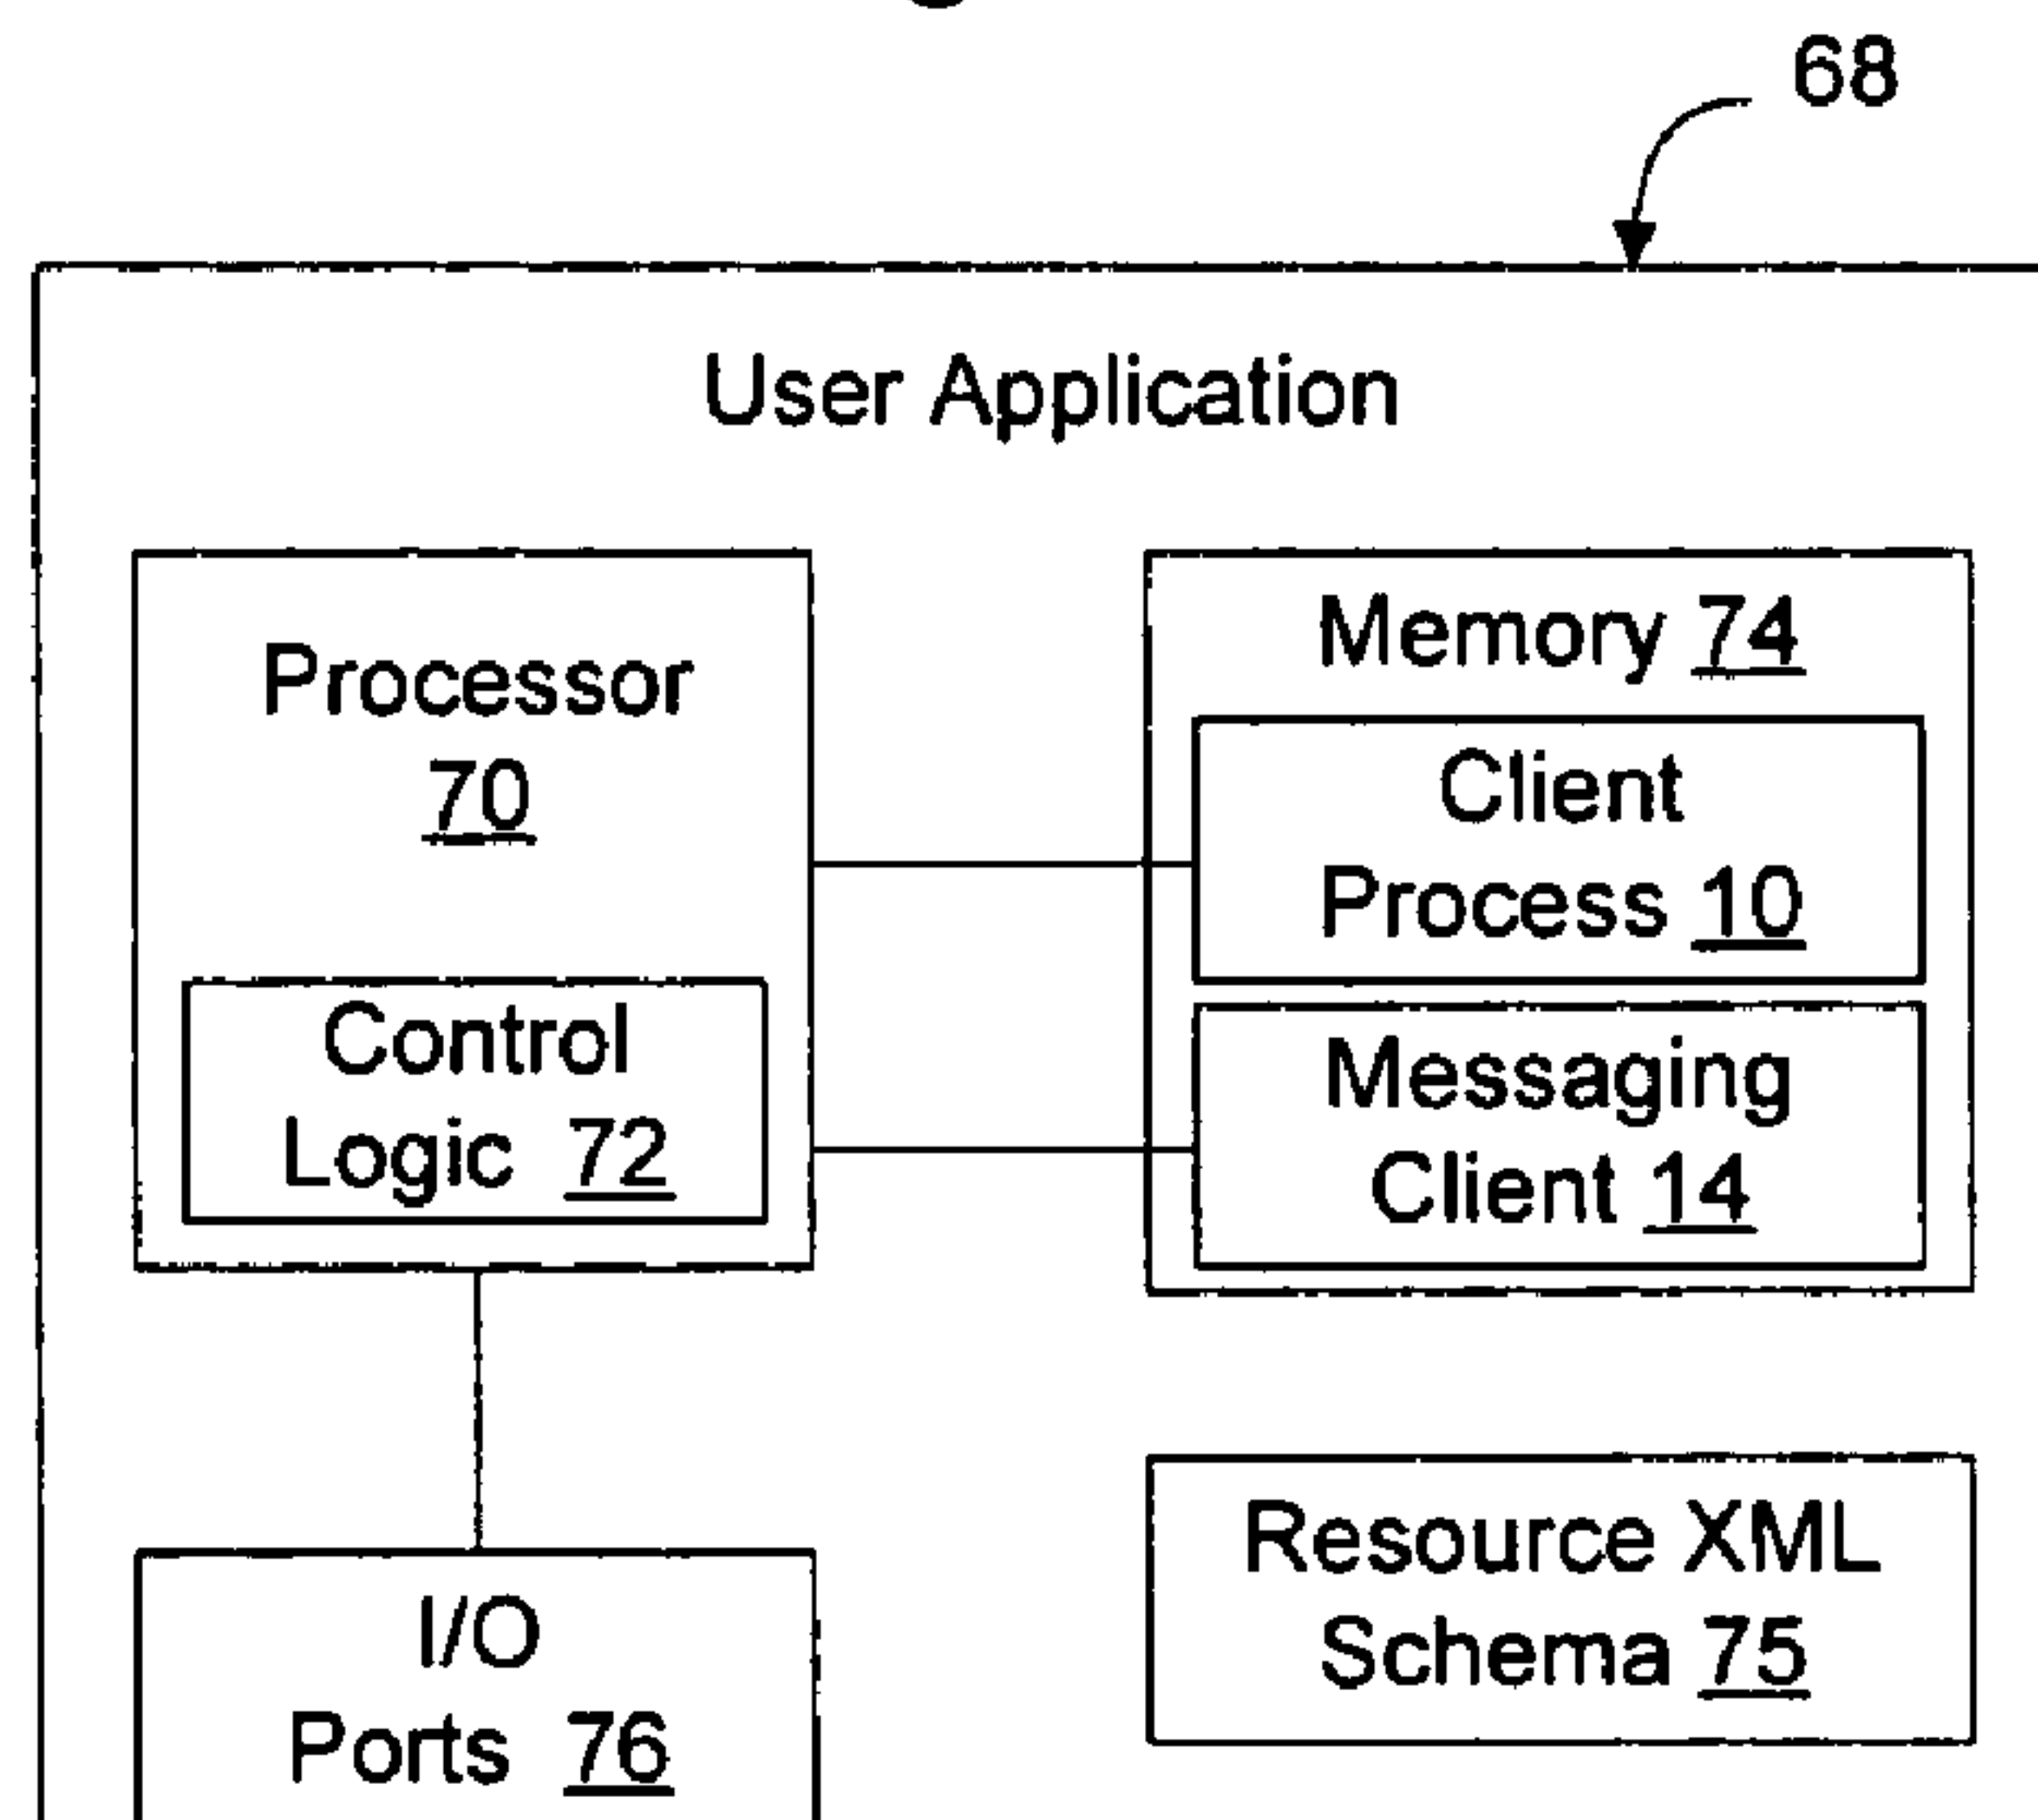 68
User Application
Processor
70
Control
Logic 72
Memory 74
Client
Process 10
Messaging
Client 14
I/O
Ports 76
Resource XML
Schema 75